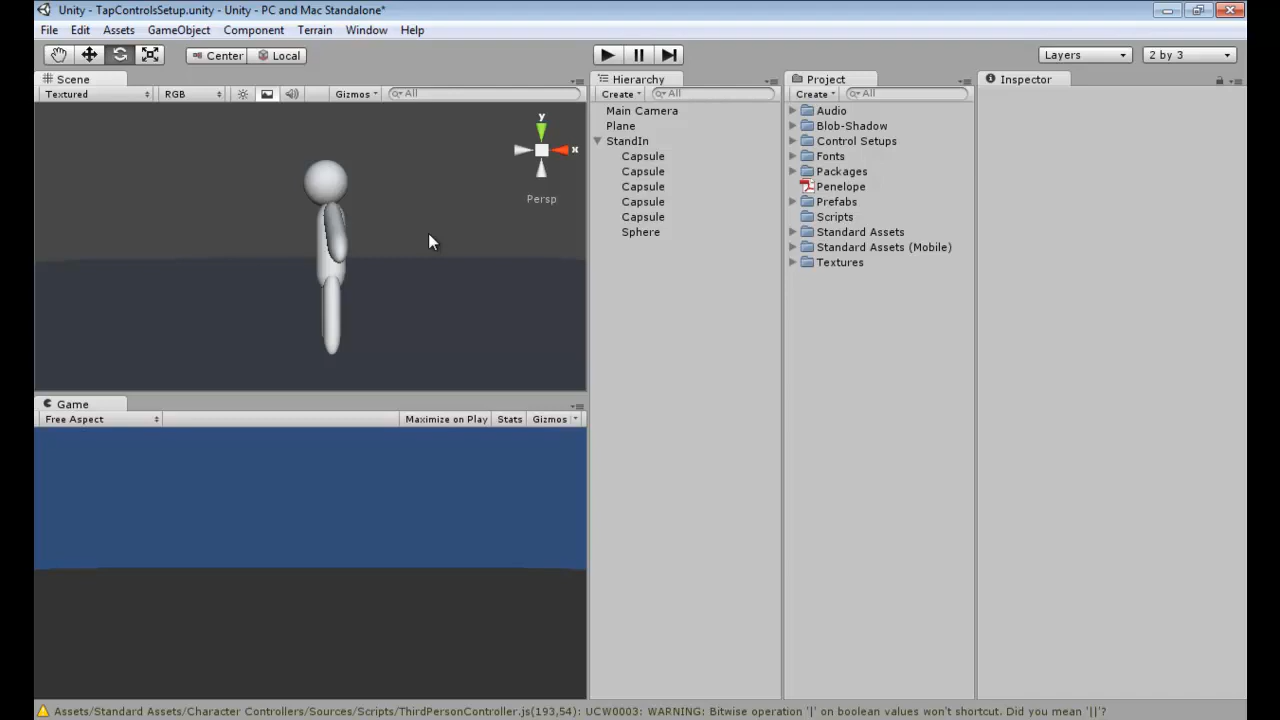 Unity - TapControlsSetup.unity - Unity - PC and Mac Standalone*
File Edit Assets GameObject Component Terrain Window Help
Center Local Layers 2 by 3
Scene
Textured RGB Gizmos All
y
x
Persp
Game
Free Aspect Maximize on Play Stats Gizmos
Hierarchy
Create All
Main Camera
Plane
StandIn
Capsule
Capsule
Capsule
Capsule
Capsule
Sphere
Project
Create All
Audio
Blob-Shadow
Control Setups
Fonts
Packages
Penelope
Prefabs
Scripts
Standard Assets
Standard Assets (Mobile)
Textures
Inspector
Assets/Standard Assets/Character Controllers/Sources/Scripts/ThirdPersonController.js(193,54): UCW0003: WARNING: Bitwise operation '|' on boolean values won't shortcut. Did you mean '||'?